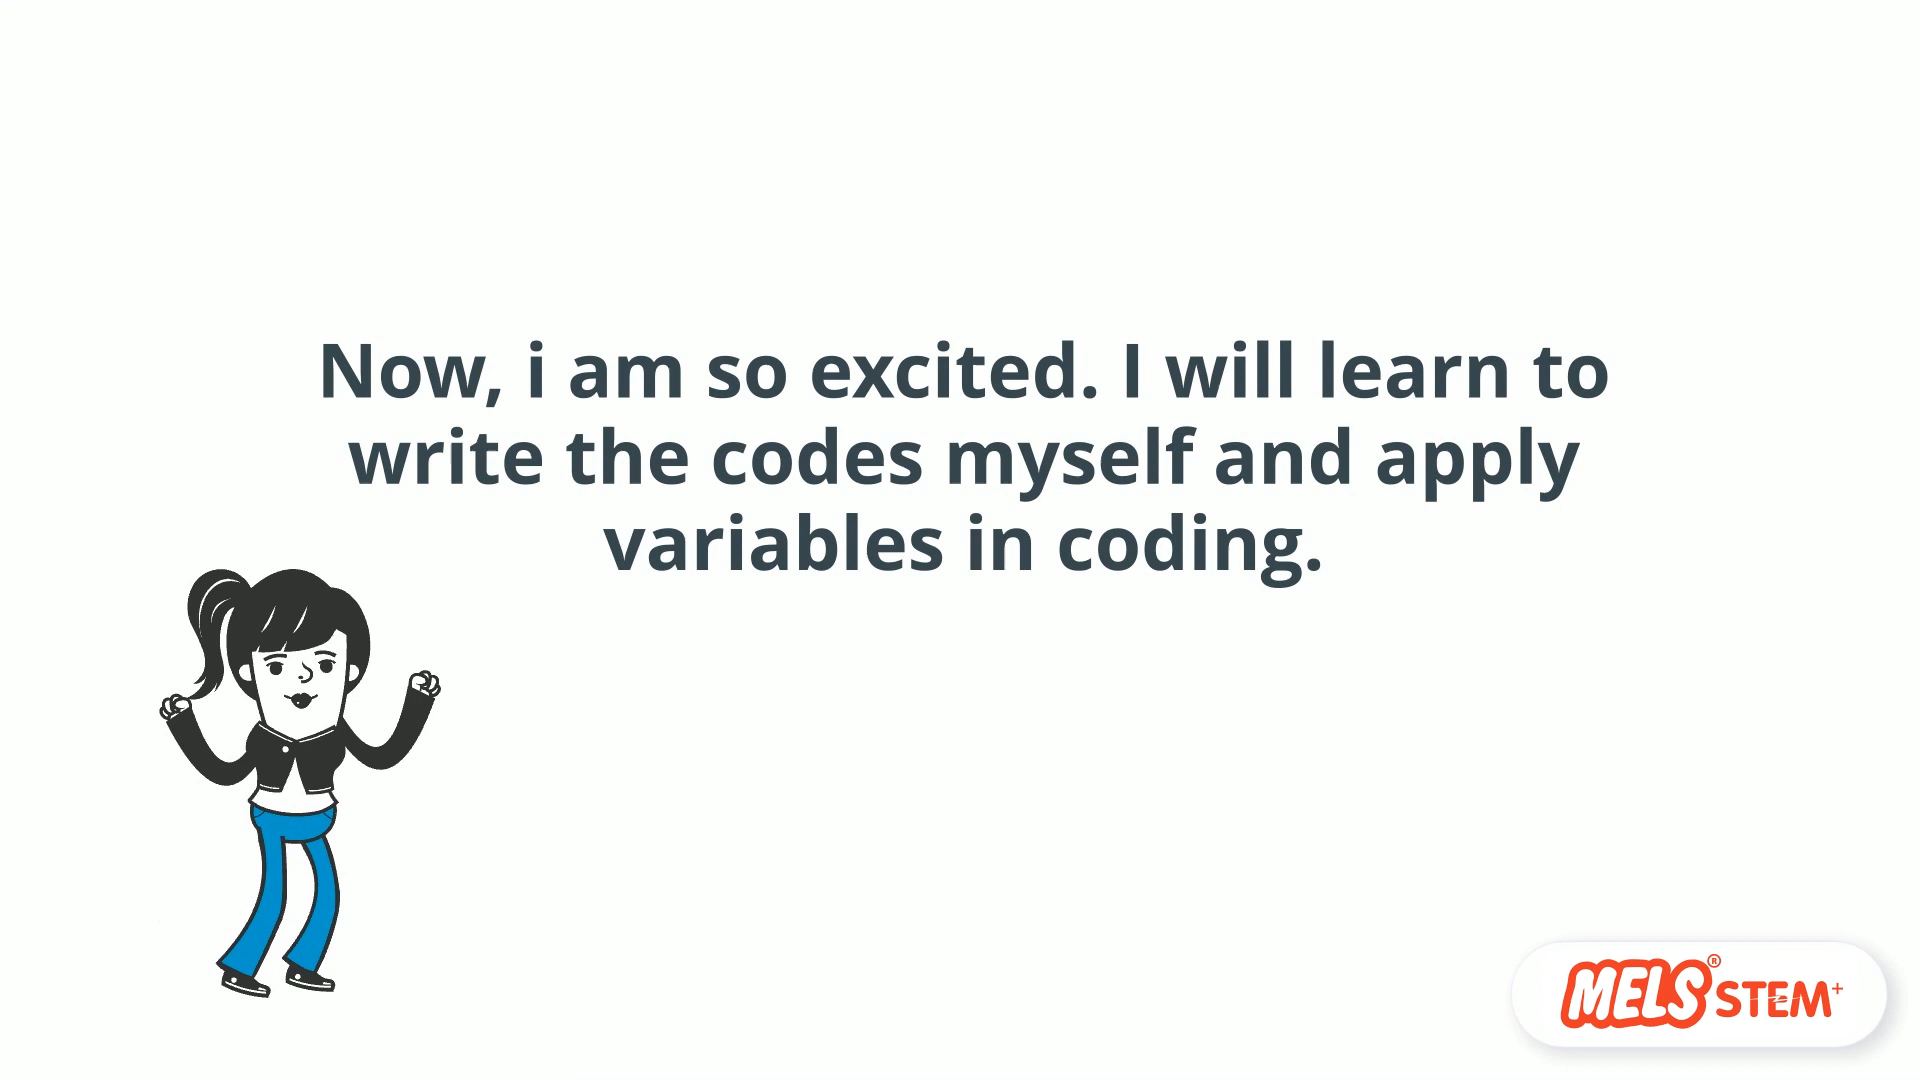 Now, i am so excited. I will learn to
write the codes myself and apply
variables in coding.
MELS® STEM+